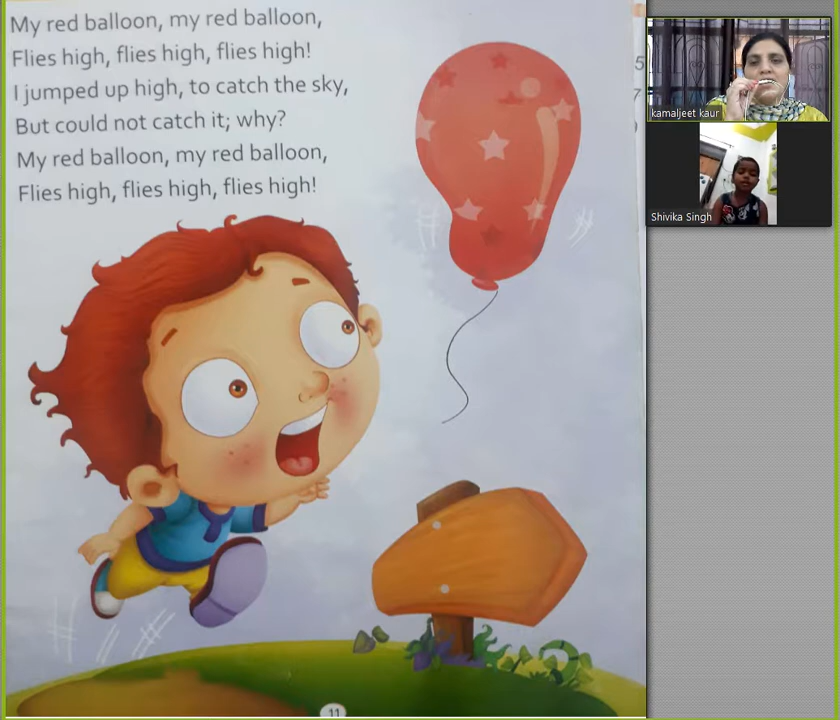 My red balloon, my red balloon,
Flies high, flies high, flies high!
I jumped up high, to catch the sky,
But could not catch it; why?
My red balloon, my red balloon,
Flies high, flies high, flies high!
11
5
7
kamaljeet kaur
Shivika Singh